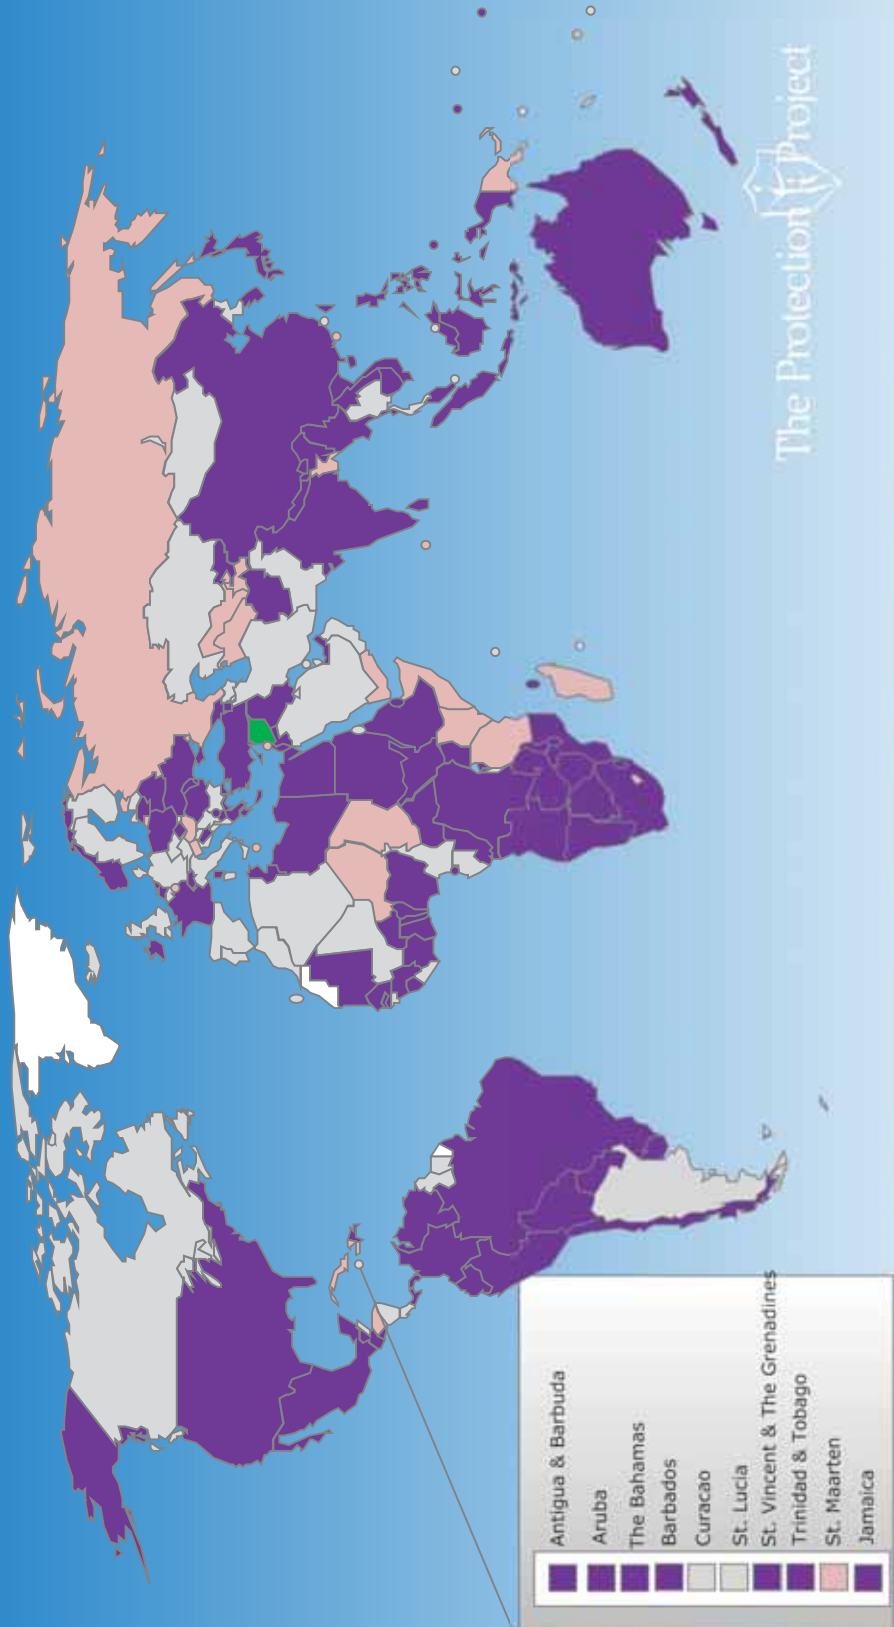 The Protection Project
Antigua & Barbuda
Aruba
The Bahamas
Barbados
Curacao
St. Lucia
St. Vincent & The Grenadines
Trinidad & Tobago
St. Maarten
Jamaica